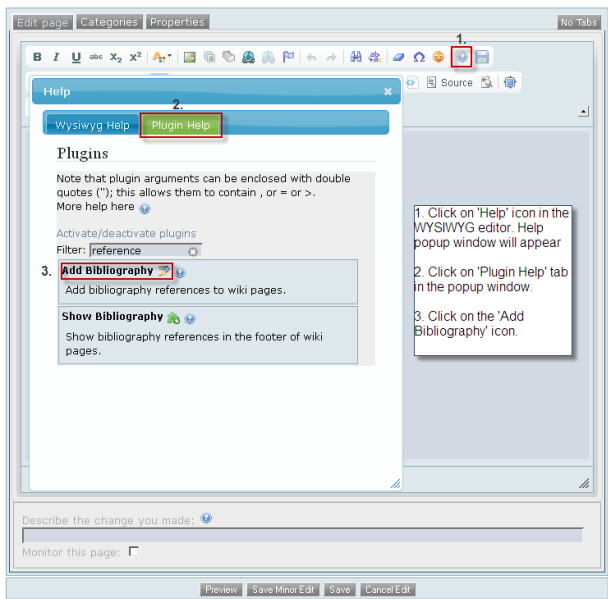 Edit page Categories Properties No Tabs
1.
B I U abc X₂ X² A
Source
Help x
2.
Wysiwyg Help Plugin Help
Plugins
Note that plugin arguments can be enclosed with double
quotes ("); this allows them to contain , or = or >.
More help here
Activate/deactivate plugins
Filter: reference
3. Add Bibliography
Add bibliography references to wiki pages.
Show Bibliography
Show bibliography references in the footer of wiki
pages.
1. Click on 'Help' icon in the
WYSIWYG editor. Help
popup window will appear
2. Click on 'Plugin Help' tab
in the popup window.
3. Click on the 'Add
Bibliography' icon.
Describe the change you made:
Monitor this page:
Preview Save Minor Edit Save Cancel Edit